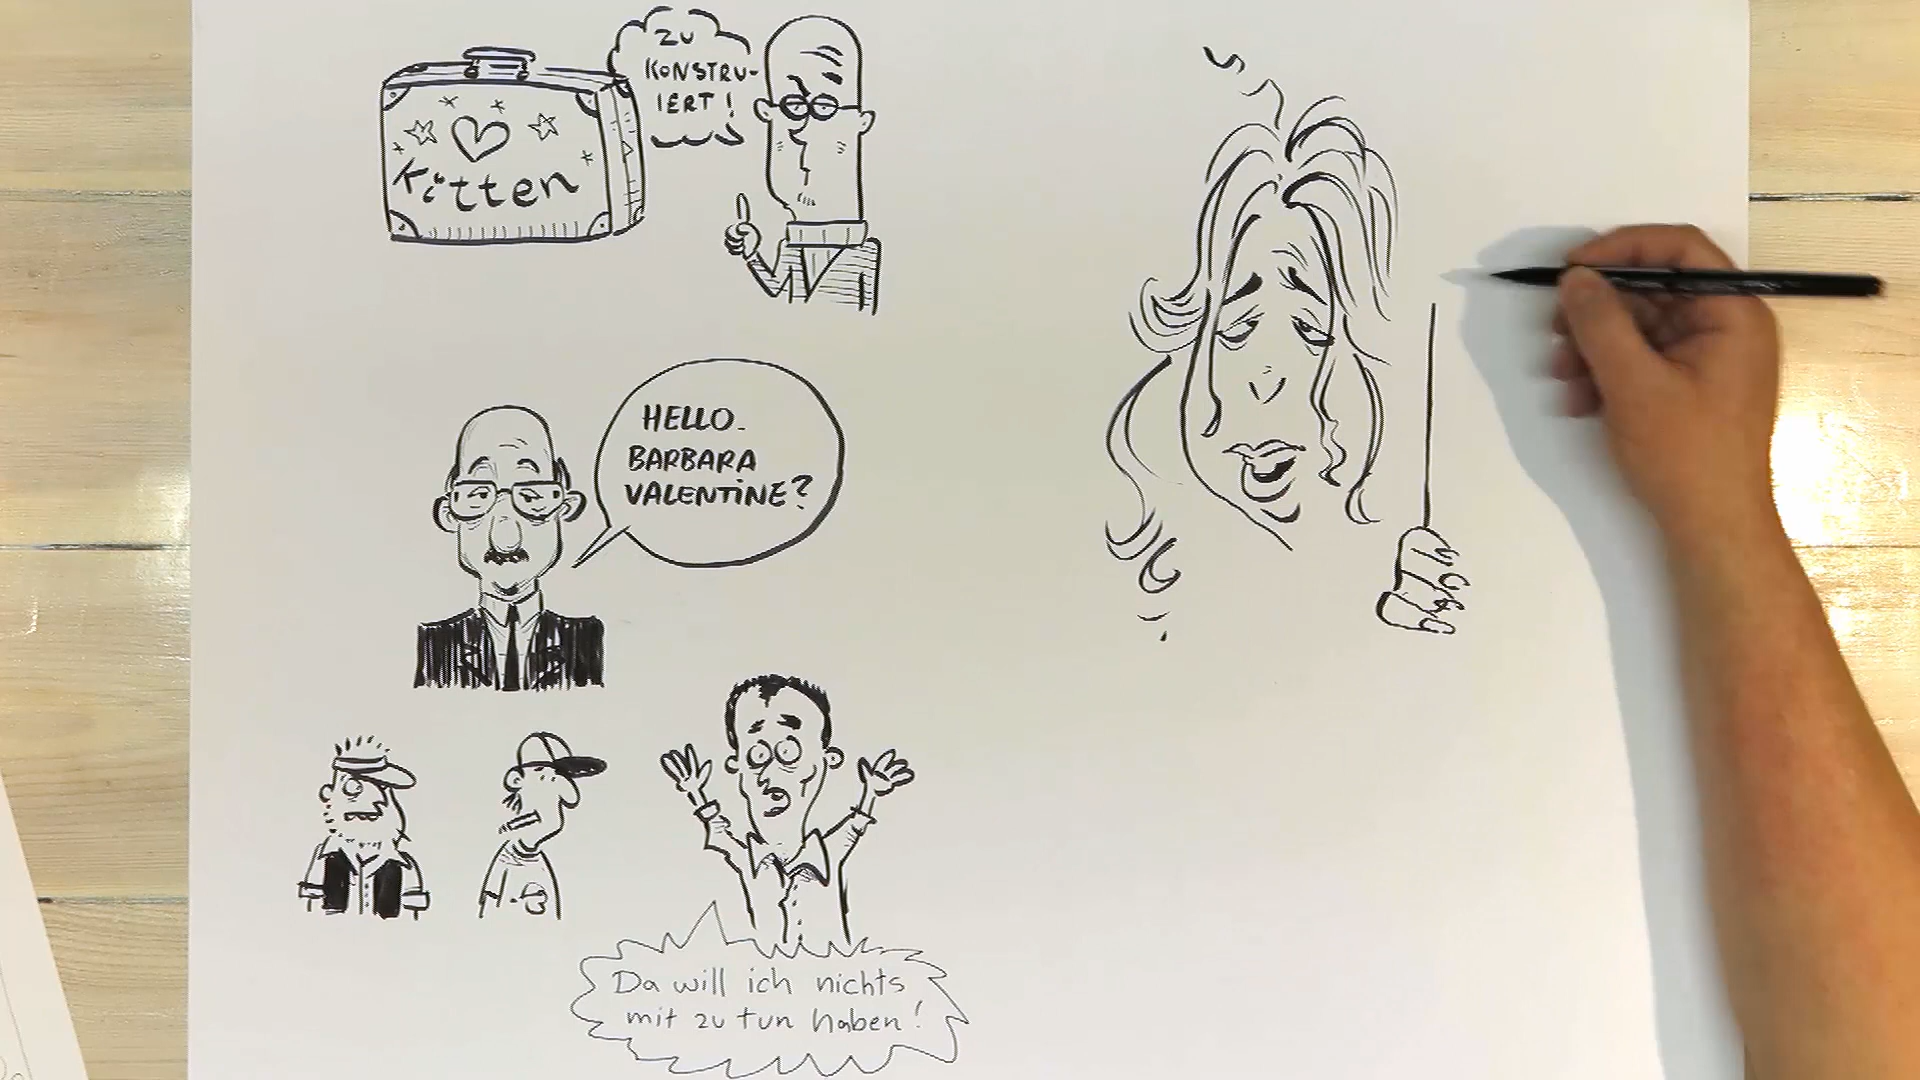 ZU
KONSTRU-
IERT!
Kitten
HELLO.
BARBARA
VALENTINE?
Da will ich nichts
mit zu tun haben!